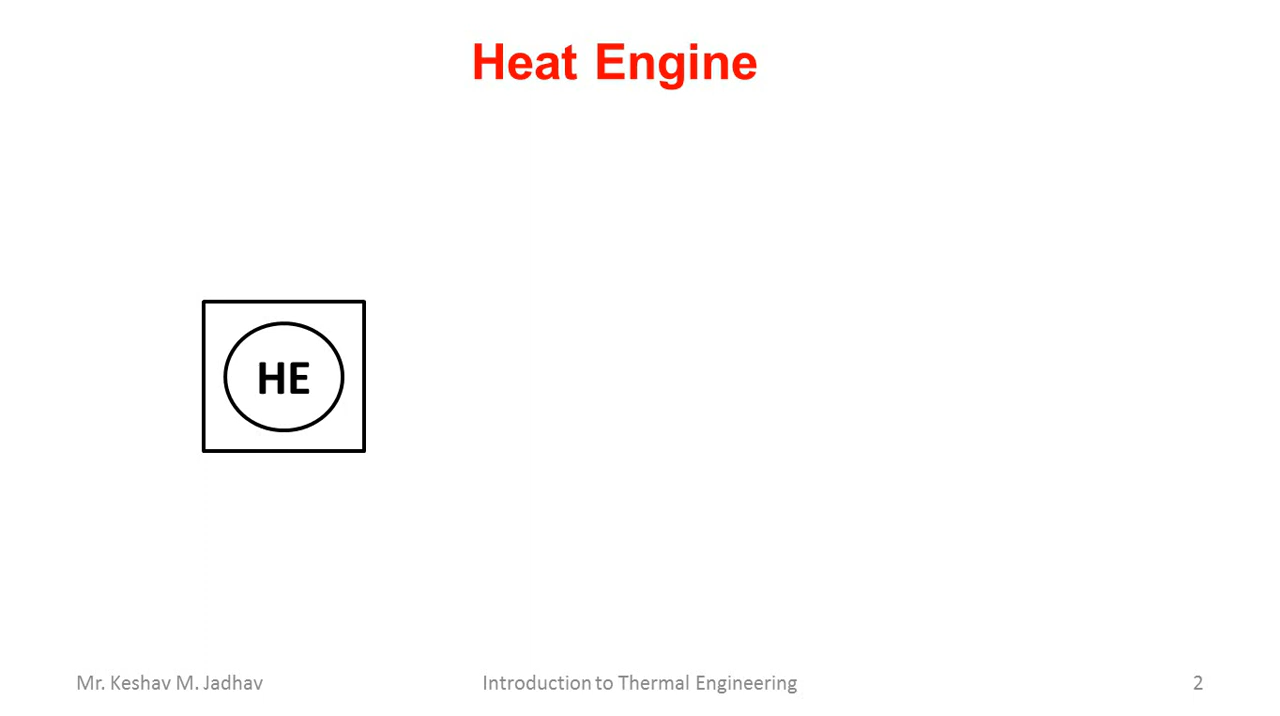 Heat Engine
HE
Mr. Keshav M. Jadhav
Introduction to Thermal Engineering
2